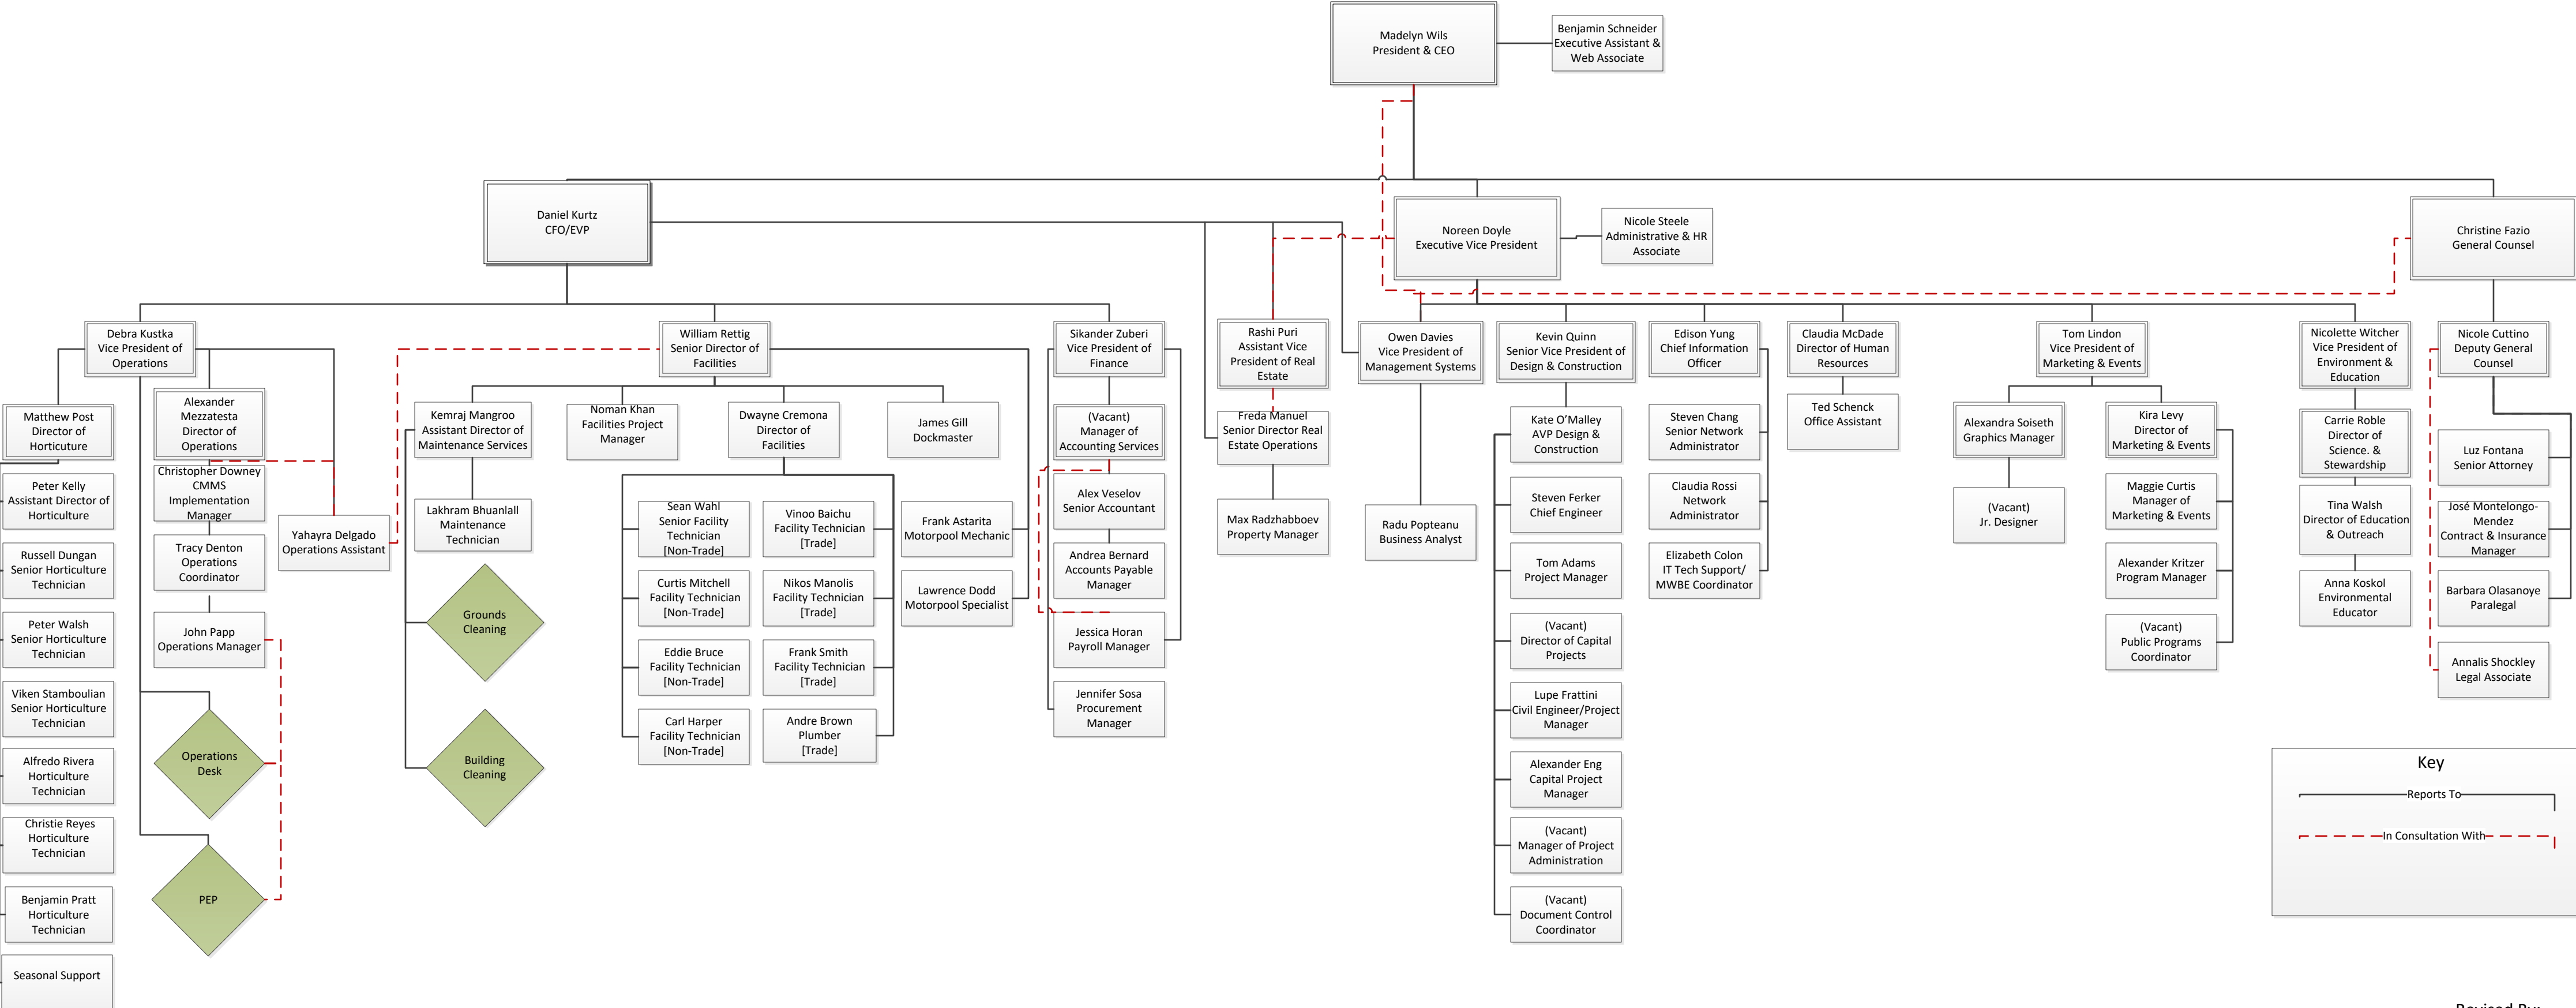 Madelyn Wils
President & CEO
Benjamin Schneider
Executive Assistant &
Web Associate
Daniel Kurtz
CFO/EVP
Noreen Doyle
Executive Vice President
Nicole Steele
Administrative & HR
Associate
Christine Fazio
General Counsel
Debra Kustka
Vice President of
Operations
William Rettig
Senior Director of
Facilities
Sikander Zuberi
Vice President of
Finance
Rashi Puri
Assistant Vice
President of Real
Estate
Owen Davies
Vice President of
Management Systems
Kevin Quinn
Senior Vice President of
Design & Construction
Edison Yung
Chief Information
Officer
Claudia McDade
Director of Human
Resources
Tom Lindon
Vice President of
Marketing & Events
Nicolette Witcher
Vice President of
Environment &
Education
Nicole Cuttino
Deputy General
Counsel
Matthew Post
Director of
Horticuture
Peter Kelly
Assistant Director of
Horticulture
Russell Dungan
Senior Horticulture
Technician
Peter Walsh
Senior Horticulture
Technician
Viken Stamboulian
Senior Horticulture
Technician
Alfredo Rivera
Horticulture
Technician
Christie Reyes
Horticulture
Technician
Benjamin Pratt
Horticulture
Technician
Seasonal Support
Alexander
Mezzatesta
Director of
Operations
Christopher Downey
CMMS
Implementation
Manager
Tracy Denton
Operations
Coordinator
John Papp
Operations Manager
Operations
Desk
PEP
Yahayra Delgado
Operations Assistant
Kemraj Mangroo
Assistant Director of
Maintenance Services
Lakhram Bhuanlall
Maintenance
Technician
Grounds
Cleaning
Building
Cleaning
Noman Khan
Facilities Project
Manager
Dwayne Cremona
Director of
Facilities
James Gill
Dockmaster
Sean Wahl
Senior Facility
Technician
[Non-Trade]
Curtis Mitchell
Facility Technician
[Non-Trade]
Eddie Bruce
Facility Technician
[Non-Trade]
Carl Harper
Facility Technician
[Non-Trade]
Vinoo Baichu
Facility Technician
[Trade]
Nikos Manolis
Facility Technician
[Trade]
Frank Smith
Facility Technician
[Trade]
Andre Brown
Plumber
[Trade]
Frank Astarita
Motorpool Mechanic
Lawrence Dodd
Motorpool Specialist
(Vacant)
Manager of
Accounting Services
Alex Veselov
Senior Accountant
Andrea Bernard
Accounts Payable
Manager
Jessica Horan
Payroll Manager
Jennifer Sosa
Procurement
Manager
Freda Manuel
Senior Director Real
Estate Operations
Max Radzhabboev
Property Manager
Radu Popteanu
Business Analyst
Kate O’Malley
AVP Design &
Construction
Steven Ferker
Chief Engineer
Tom Adams
Project Manager
(Vacant)
Director of Capital
Projects
Lupe Frattini
Civil Engineer/Project
Manager
Alexander Eng
Capital Project
Manager
(Vacant)
Manager of Project
Administration
(Vacant)
Document Control
Coordinator
Steven Chang
Senior Network
Administrator
Claudia Rossi
Network
Administrator
Elizabeth Colon
IT Tech Support/
MWBE Coordinator
Ted Schenck
Office Assistant
Alexandra Soiseth
Graphics Manager
(Vacant)
Jr. Designer
Kira Levy
Director of
Marketing & Events
Maggie Curtis
Manager of
Marketing & Events
Alexander Kritzer
Program Manager
(Vacant)
Public Programs
Coordinator
Carrie Roble
Director of
Science. &
Stewardship
Tina Walsh
Director of Education
& Outreach
Anna Koskol
Environmental
Educator
Luz Fontana
Senior Attorney
José Montelongo-
Mendez
Contract & Insurance
Manager
Barbara Olasanoye
Paralegal
Annalis Shockley
Legal Associate
Key
Reports To
In Consultation With
Revised By: